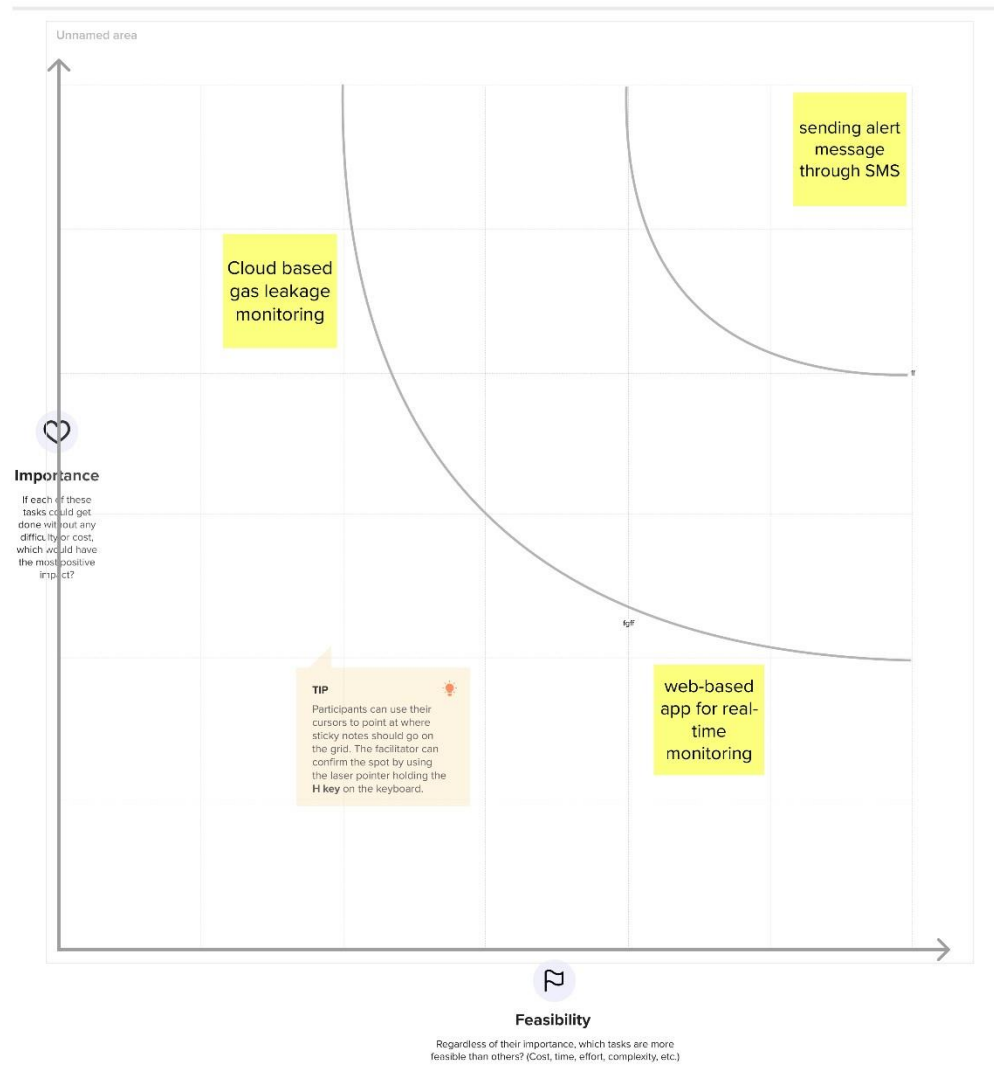 Unnamed area
sending alert
message
through SMS
Cloud based
gas leakage
monitoring
ff
Importance
If each of these
tasks could get
done without any
difficulty or cost,
which would have
the most positive
impact?
fgff
TIP
Participants can use their
cursors to point at where
sticky notes should go on
the grid. The facilitator can
confirm the spot by using
the laser pointer holding the
H key on the keyboard.
web-based
app for real-
time
monitoring
Feasibility
Regardless of their importance, which tasks are more
feasible than others? (Cost, time, effort, complexity, etc.)